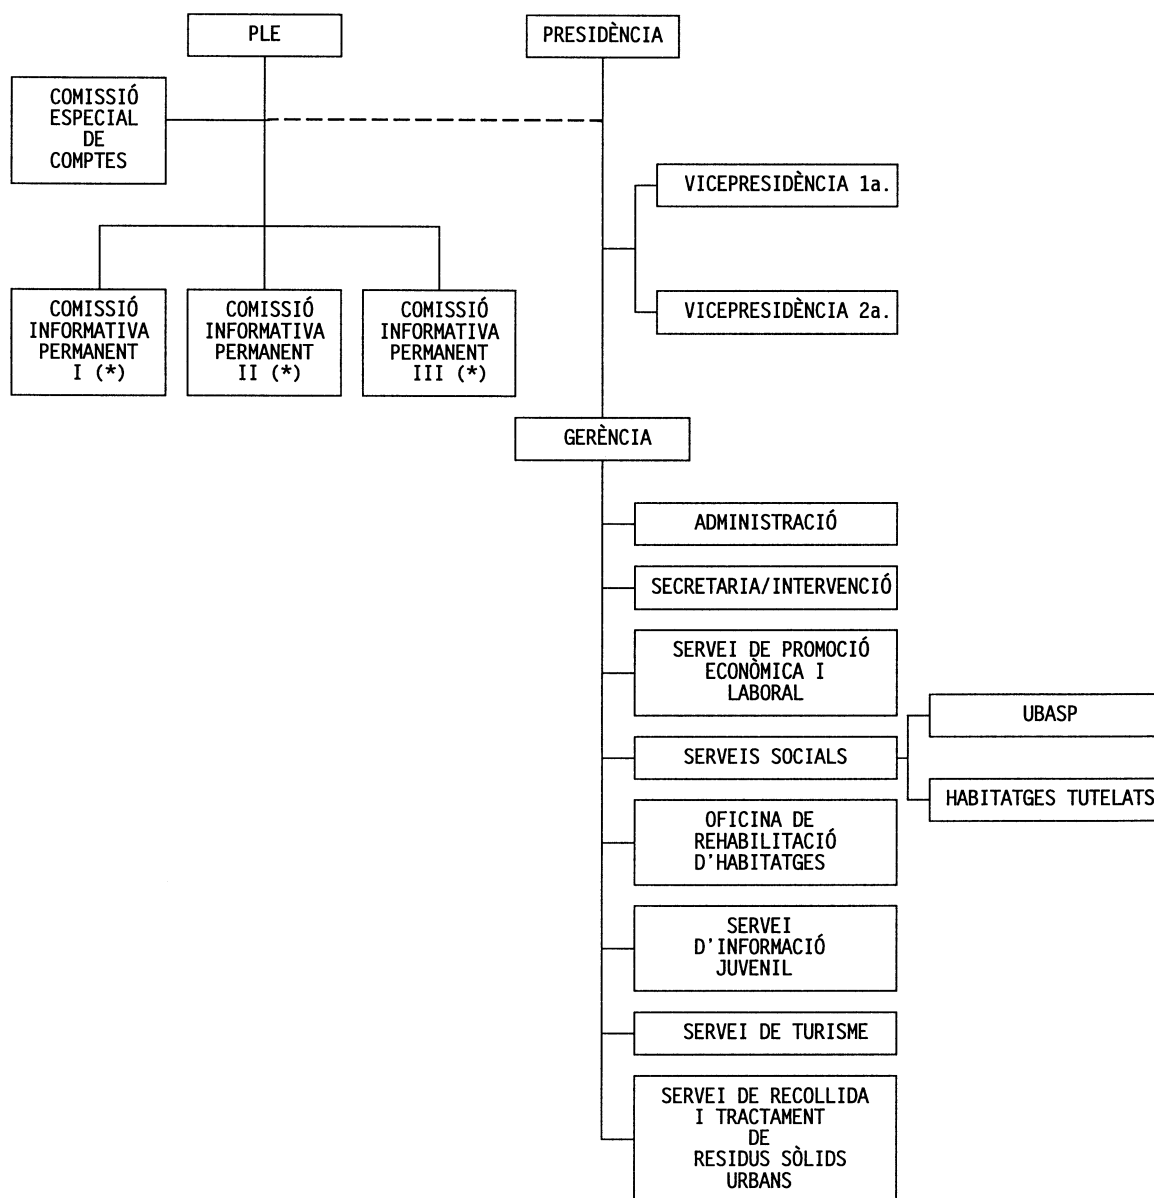 PLE
PRESIDÈNCIA
COMISSIÓ
ESPECIAL
DE
COMPTES
VICEPRESIDÈNCIA 1a.
VICEPRESIDÈNCIA 2a.
COMISSIÓ
INFORMATIVA
PERMANENT
I (*)
COMISSIÓ
INFORMATIVA
PERMANENT
II (*)
COMISSIÓ
INFORMATIVA
PERMANENT
III (*)
GERÈNCIA
ADMINISTRACIÓ
SECRETARIA/INTERVENCIÓ
SERVEI DE PROMOCIÓ
ECONÒMICA I
LABORAL
SERVEIS SOCIALS
UBASP
HABITATGES TUTELATS
OFICINA DE
REHABILITACIÓ
D'HABITATGES
SERVEI
D'INFORMACIÓ
JUVENIL
SERVEI DE TURISME
SERVEI DE RECOLLIDA
I TRACTAMENT
DE
RESIDUS SÒLIDS
URBANS